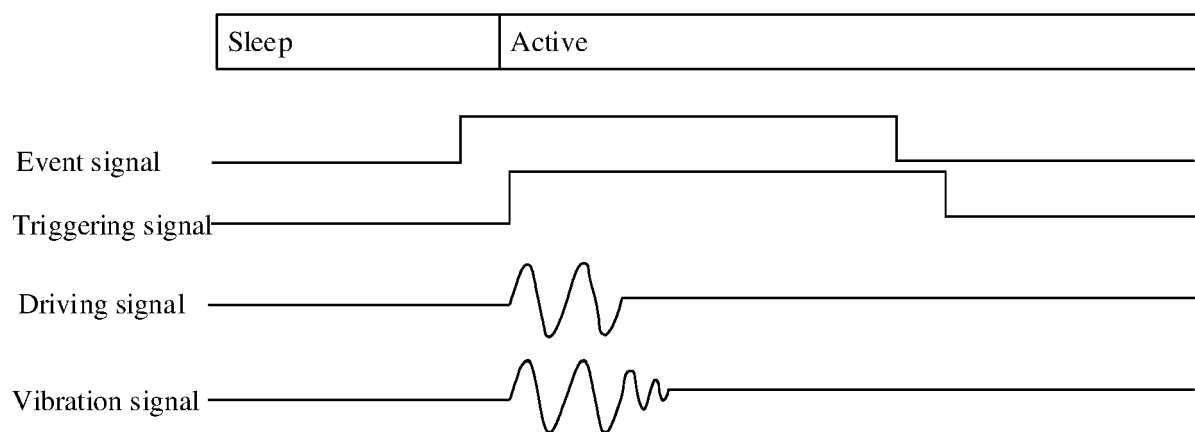 Sleep
Active
Event signal
Triggering signal
Driving signal
Vibration signal